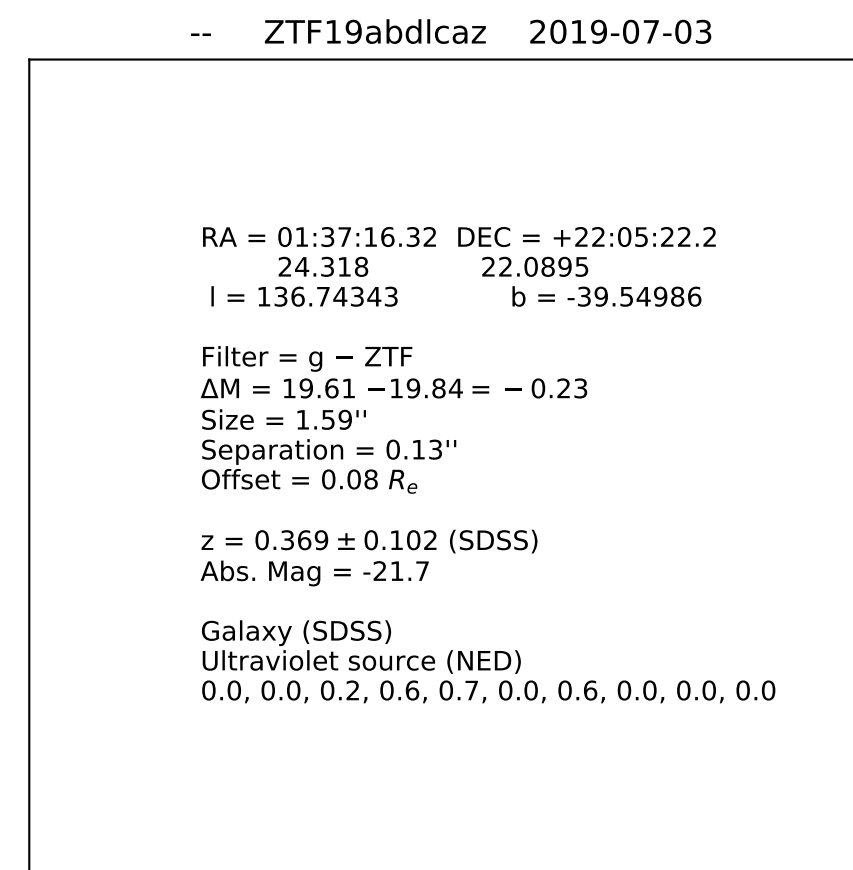 -- ZTF19abdlcaz 2019-07-03
RA = 01:37:16.32 DEC = +22:05:22.2
24.318 22.0895
l = 136.74343 b = -39.54986
Filter = g − ZTF
ΔM = 19.61 −19.84 = − 0.23
Size = 1.59''
Separation = 0.13''
Offset = 0.08 Re
z = 0.369 ± 0.102 (SDSS)
Abs. Mag = -21.7
Galaxy (SDSS)
Ultraviolet source (NED)
0.0, 0.0, 0.2, 0.6, 0.7, 0.0, 0.6, 0.0, 0.0, 0.0